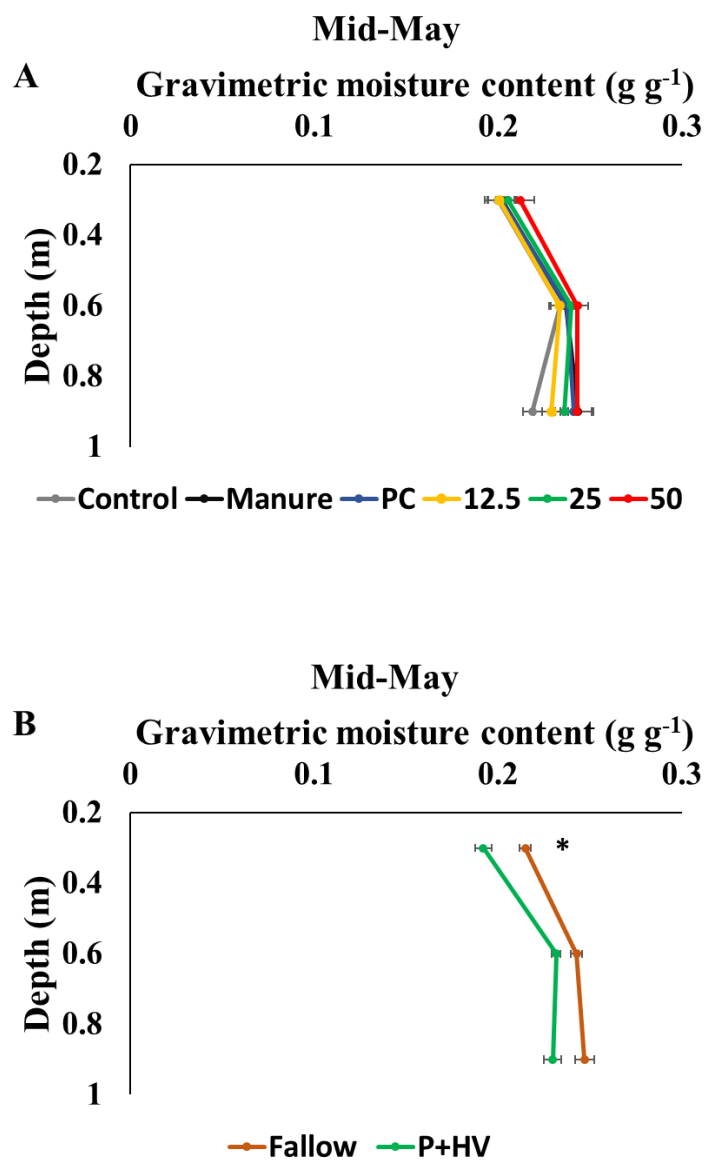 Mid-May
A
Gravimetric moisture content (g g⁻¹)
0 0.1 0.2 0.3
0.2
0.4
0.6
0.8
1
Depth (m)
Control Manure PC 12.5 25 50
Mid-May
B
Gravimetric moisture content (g g⁻¹)
0 0.1 0.2 0.3
0.2
*
0.4
0.6
0.8
1
Depth (m)
Fallow P+HV